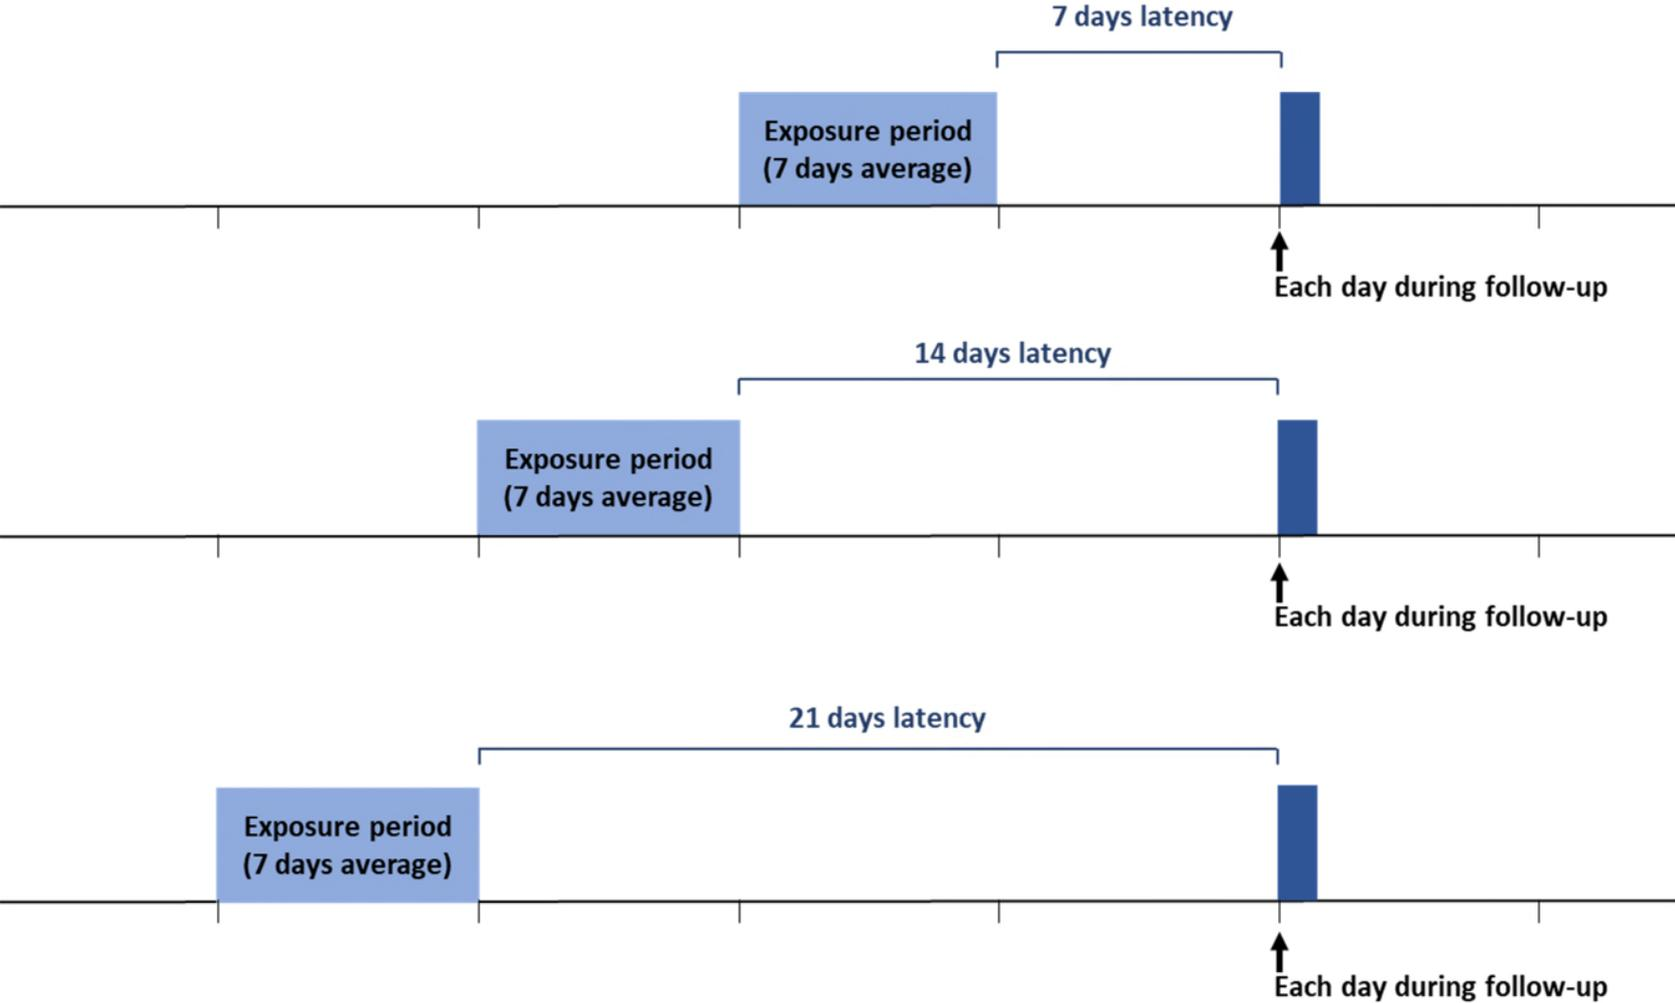 7 days latency
Exposure period
(7 days average)
Each day during follow-up
14 days latency
Exposure period
(7 days average)
Each day during follow-up
21 days latency
Exposure period
(7 days average)
Each day during follow-up